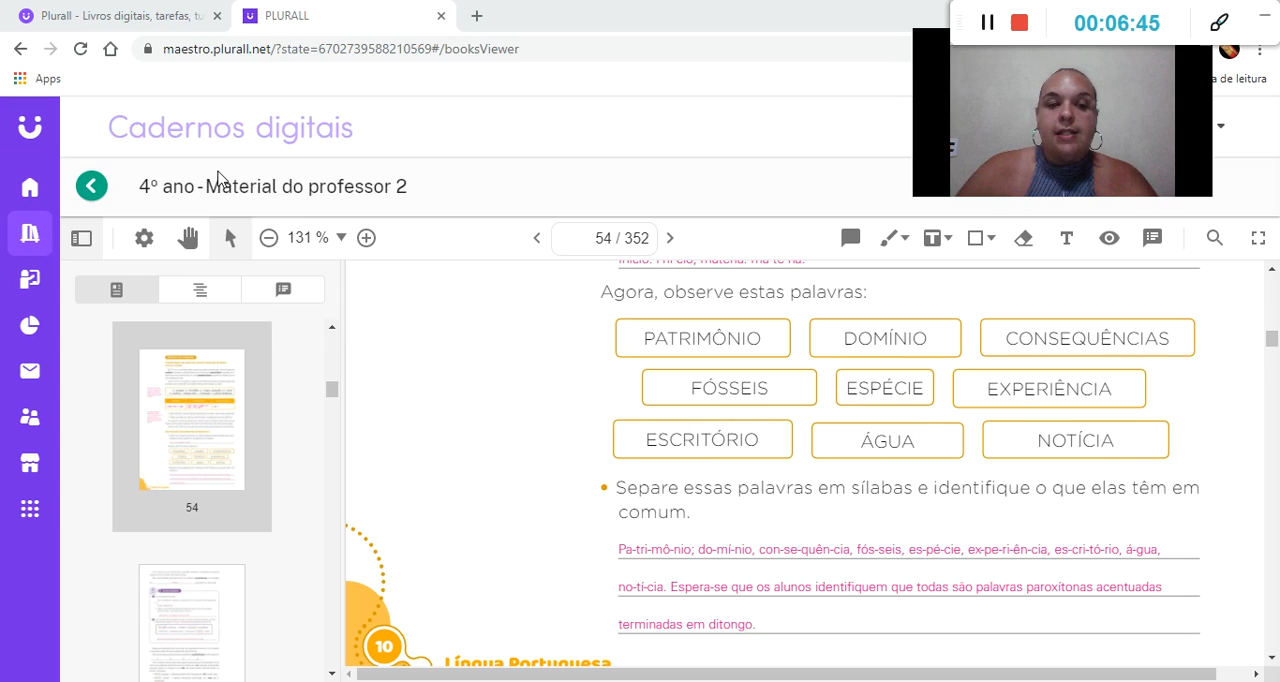 Plurall - Livros digitais, tarefas, tu
PLURALL
00:06:45
maestro.plurall.net/?state=6702739588210569#/booksViewer
Apps
a de leitura
Cadernos digitais
4º ano - Material do professor 2
131 %
54 / 352
Agora, observe estas palavras:
PATRIMÔNIO DOMÍNIO CONSEQUÊNCIAS
FÓSSEIS ESPÉCIE EXPERIÊNCIA
ESCRITÓRIO ÁGUA NOTÍCIA
• Separe essas palavras em sílabas e identifique o que elas têm em
comum.
Pa-tri-mô-nio; do-mí-nio, con-se-quên-cia, fós-seis, es-pé-cie, ex-pe-ri-ên-cia, es-cri-tó-rio, á-gua,
no-tí-cia. Espera-se que os alunos identifiquem que todas são palavras paroxítonas acentuadas
terminadas em ditongo.
54
10